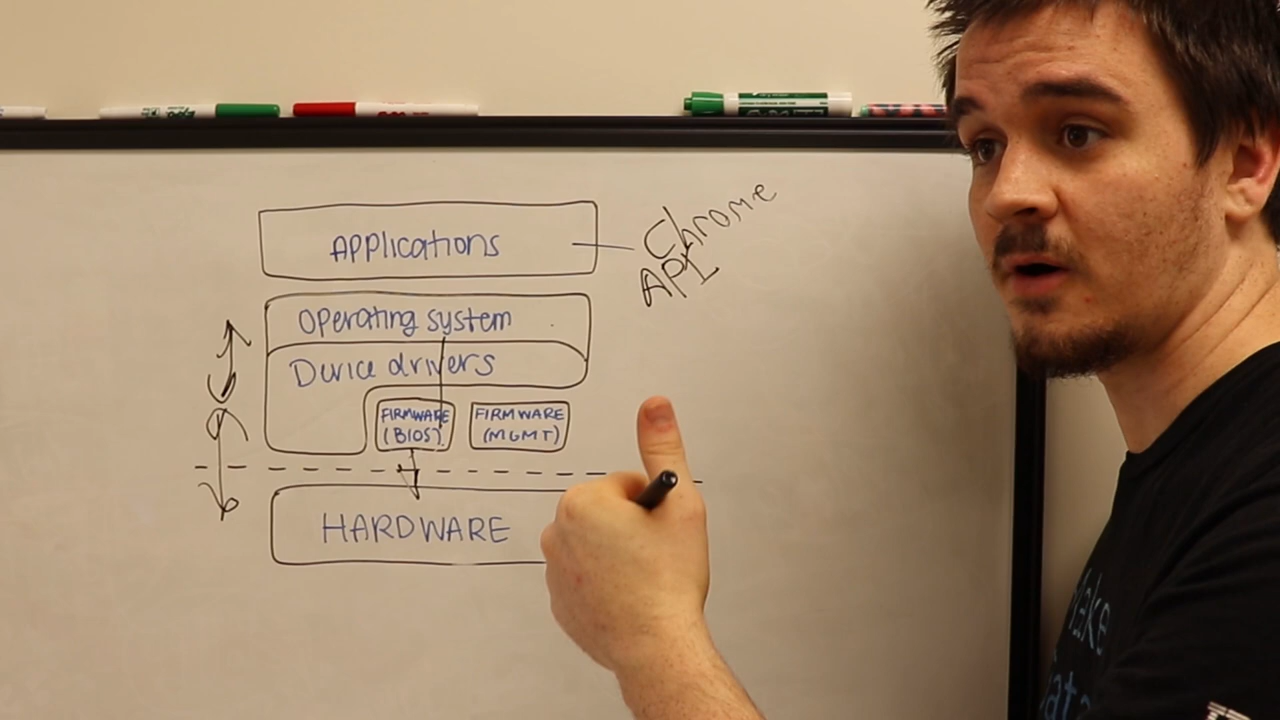 Applications
Chrome
API
Operating system
Device drivers
FIRMWARE
(BIOS)
FIRMWARE
(MGMT)
HARDWARE